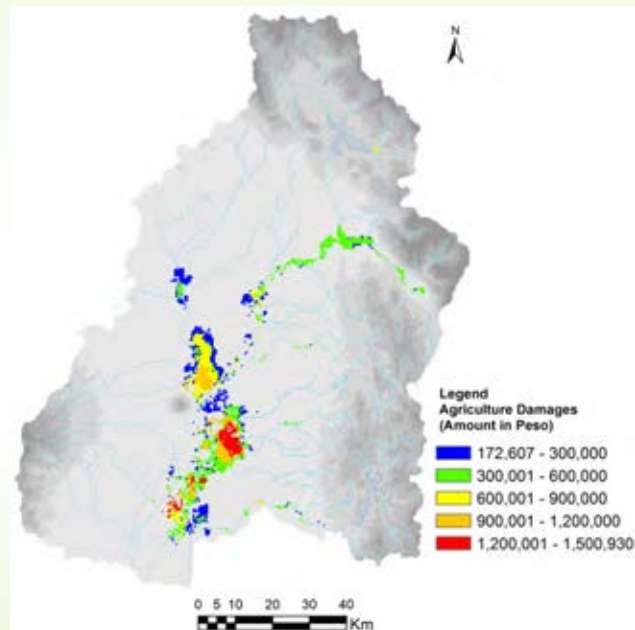 N
Legend
Agriculture Damages
(Amount in Peso)
172,607 - 300,000
300,001 - 600,000
600,001 - 900,000
900,001 - 1,200,000
1,200,001 - 1,500,930
0 5 10 20 30 40
Km